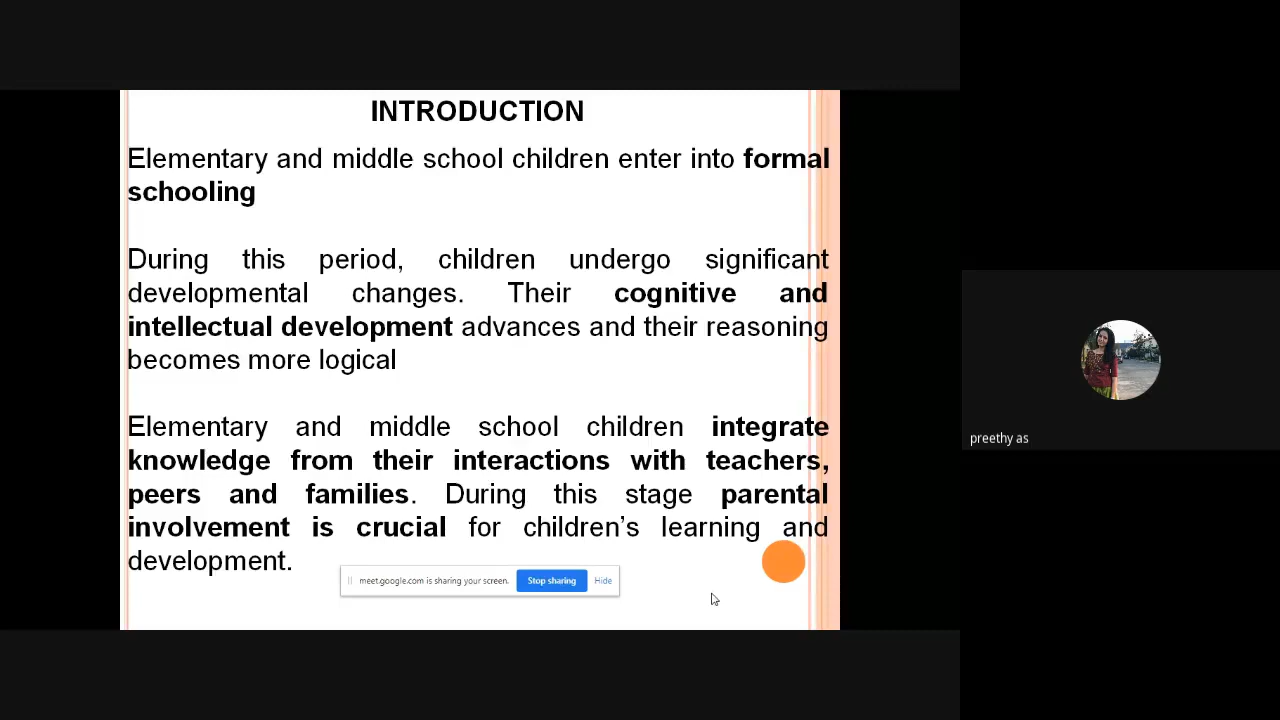 INTRODUCTION
Elementary and middle school children enter into formal
schooling
During this period, children undergo significant
developmental changes. Their cognitive and
intellectual development advances and their reasoning
becomes more logical
Elementary and middle school children integrate
knowledge from their interactions with teachers,
peers and families. During this stage parental
involvement is crucial for children's learning and
development.
meet.google.com is sharing your screen. Stop sharing Hide
preethy as